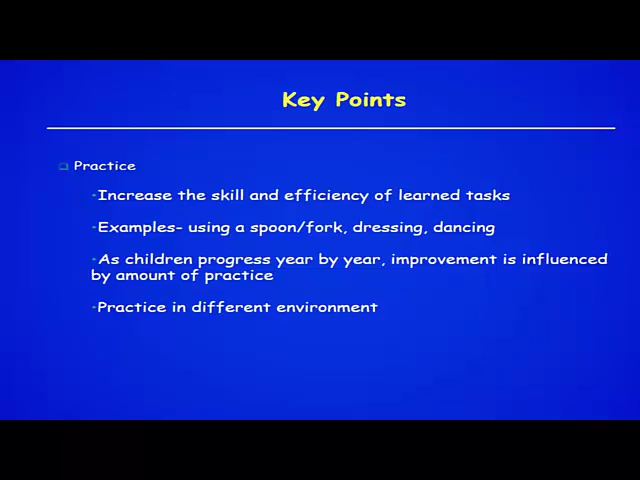 Key Points
Practice
Increase the skill and efficiency of learned tasks
Examples- using a spoon/fork, dressing, dancing
As children progress year by year, improvement is influenced
by amount of practice
Practice in different environment